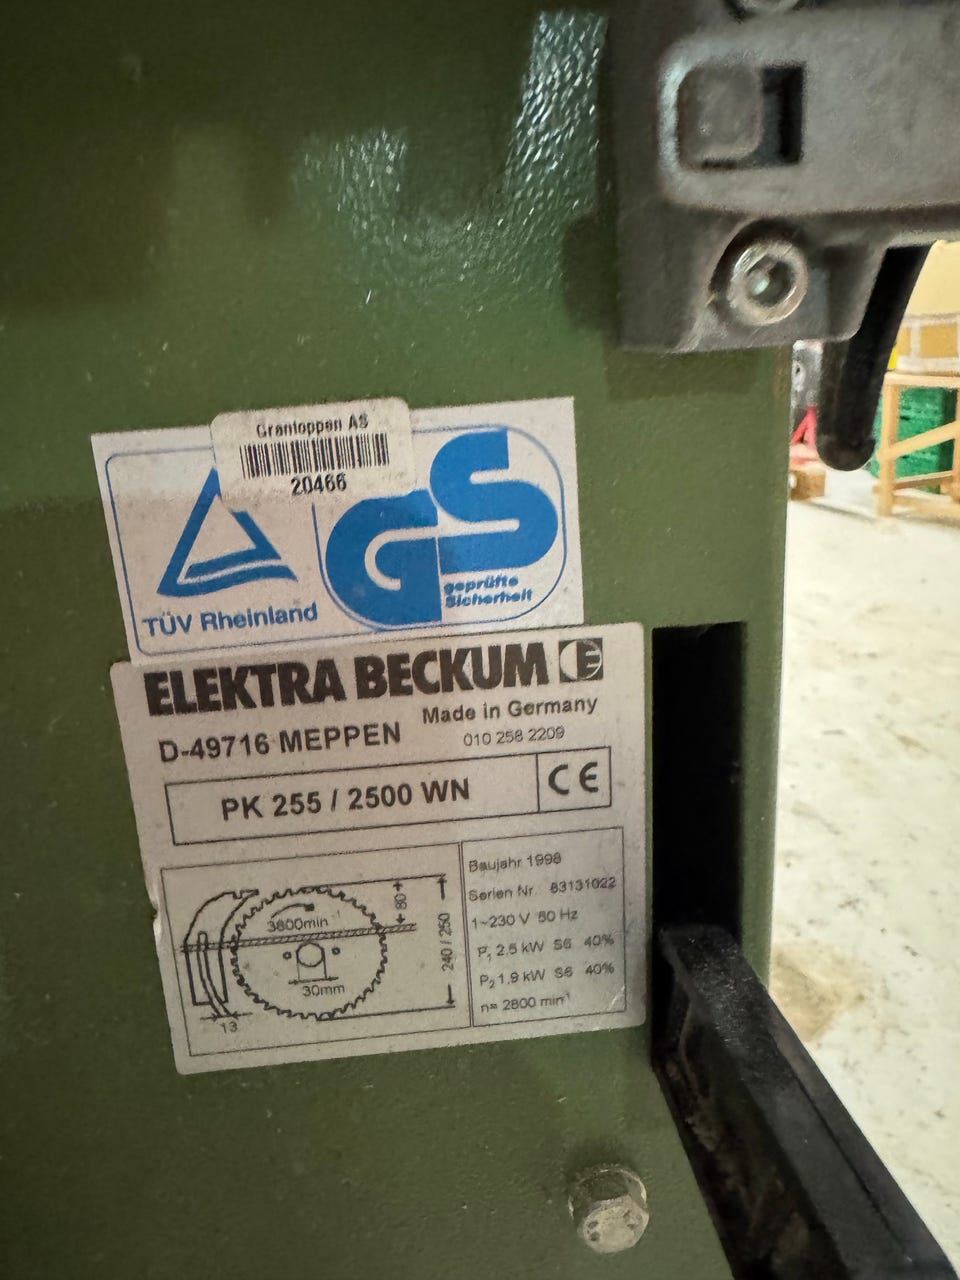 Grantoppen AS
20466
TÜV Rheinland
GS
geprüfte
Sicherheit
ELEKTRA BECKUM E
Made in Germany
D-49716 MEPPEN
010 258 2209
PK 255 / 2500 WN
CE
3800min⁻¹
80
240 / 250
30mm
13
Baujahr 1998
Serien Nr. 83131022
1~230 V 50 Hz
P₁ 2,5 kW S6 40%
P₂ 1,9 kW S6 40%
n= 2800 min⁻¹